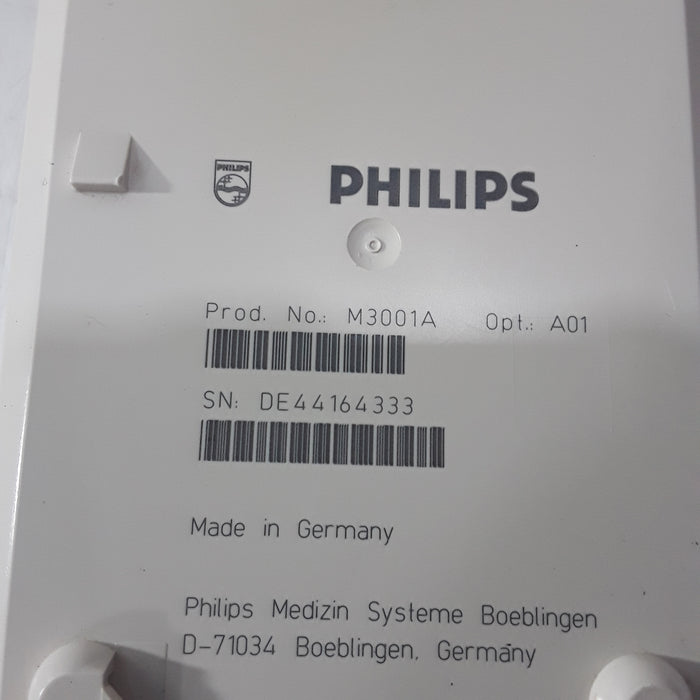 PHILIPS
PHILIPS
Prod. No.: M3001A Opt.: A01
SN: DE44164333
Made in Germany
Philips Medizin Systeme Boeblingen
D-71034 Boeblingen, Germany